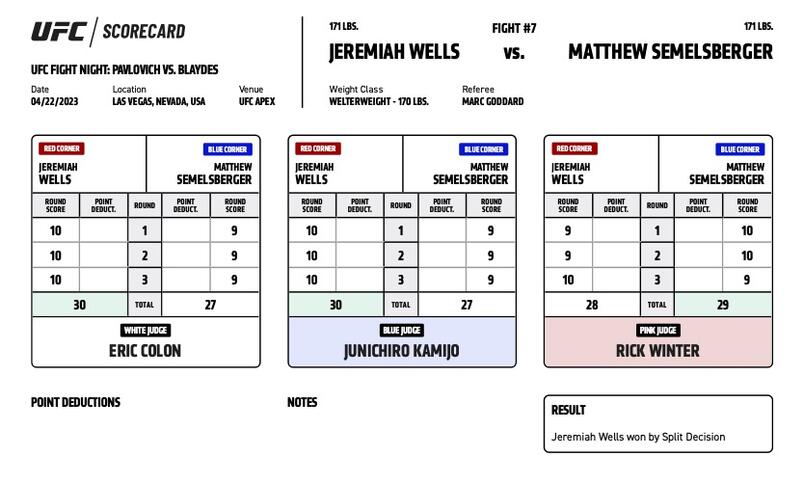 UFC / SCORECARD
171 LBS. FIGHT #7 171 LBS.
JEREMIAH WELLS vs. MATTHEW SEMELSBERGER
UFC FIGHT NIGHT: PAVLOVICH VS. BLAYDES
Date Location Venue Weight Class Referee
04/22/2023 LAS VEGAS, NEVADA, USA UFC APEX WELTERWEIGHT - 170 LBS. MARC GODDARD
RED CORNER BLUE CORNER
JEREMIAH MATTHEW
WELLS SEMELSBERGER
ROUND SCORE POINT DEDUCT. ROUND ROUND SCORE
10 1 9
10 2 9
10 3 9
30 TOTAL 27
WHITE JUDGE
ERIC COLON
RED CORNER BLUE CORNER
JEREMIAH MATTHEW
WELLS SEMELSBERGER
ROUND SCORE POINT DEDUCT. ROUND POINT DEDUCT. ROUND SCORE
10 1 9
10 2 9
10 3 9
30 TOTAL 27
BLUE JUDGE
JUNICHIRO KAMIJO
RED CORNER BLUE CORNER
JEREMIAH MATTHEW
WELLS SEMELSBERGER
ROUND SCORE POINT DEDUCT. ROUND POINT DEDUCT. ROUND SCORE
9 1 10
9 2 10
10 3 9
28 TOTAL 29
PINK JUDGE
RICK WINTER
POINT DEDUCTIONS
NOTES
RESULT
Jeremiah Wells won by Split Decision